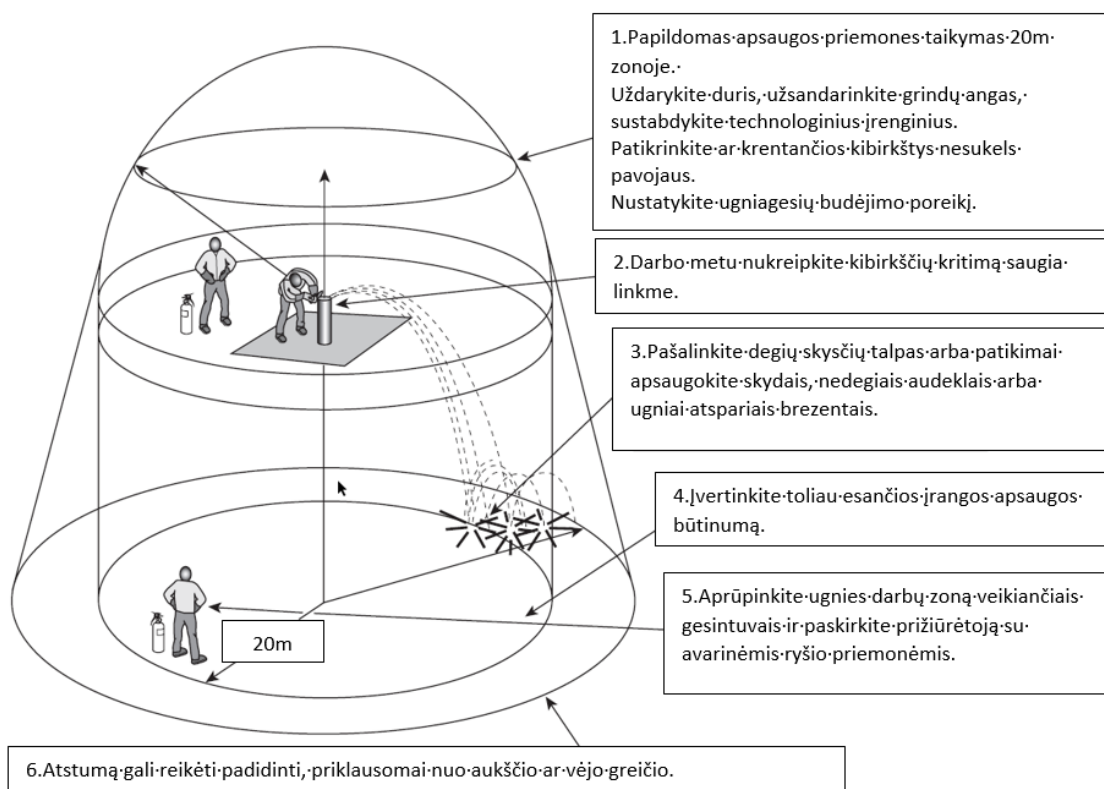 1.Papildomas·apsaugos·priemones·taikymas·20m·
zonoje.·
Uždarykite·duris,·užsandarinkite·grindų·angas,·
sustabdykite·technologinius·įrenginius.
Patikrinkite·ar·krentančios·kibirkštys·nesukels·
pavojaus.
Nustatykite·ugniagesių·budėjimo·poreikį.
2.Darbo·metu·nukreipkite·kibirkščių·kritimą·saugia·
linkme.
3.Pašalinkite·degių·skysčių·talpas·arba·patikimai·
apsaugokite·skydais,·nedegiais·audeklais·arba·
ugniai·atspariais·brezentais.
4.Įvertinkite·toliau·esančios·įrangos·apsaugos·
būtinumą.
5.Aprūpinkite·ugnies·darbų·zoną·veikiančiais·
gesintuvais·ir·paskirkite·prižiūrėtoją·su·
avarinėmis·ryšio·priemonėmis.
20m
6.Atstumą·gali·reikėti·padidinti,·priklausomai·nuo·aukščio·ar·vėjo·greičio.